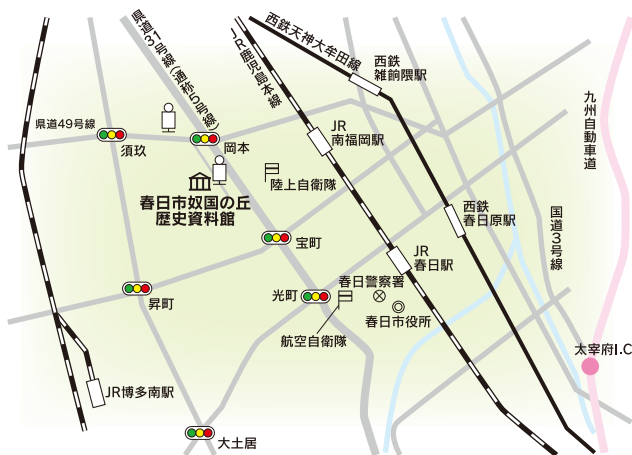 県道31号線(通称5号線)
JR鹿児島本線
西鉄天神大牟田線
西鉄
雑餉隈駅
九州自動車道
県道49号線
須玖
岡本
JR
南福岡駅
陸上自衛隊
春日市奴国の丘
歴史資料館
西鉄
春日原駅
国道3号線
宝町
JR
春日駅
昇町
光町
春日警察署
春日市役所
航空自衛隊
太宰府I.C
JR博多南駅
大土居